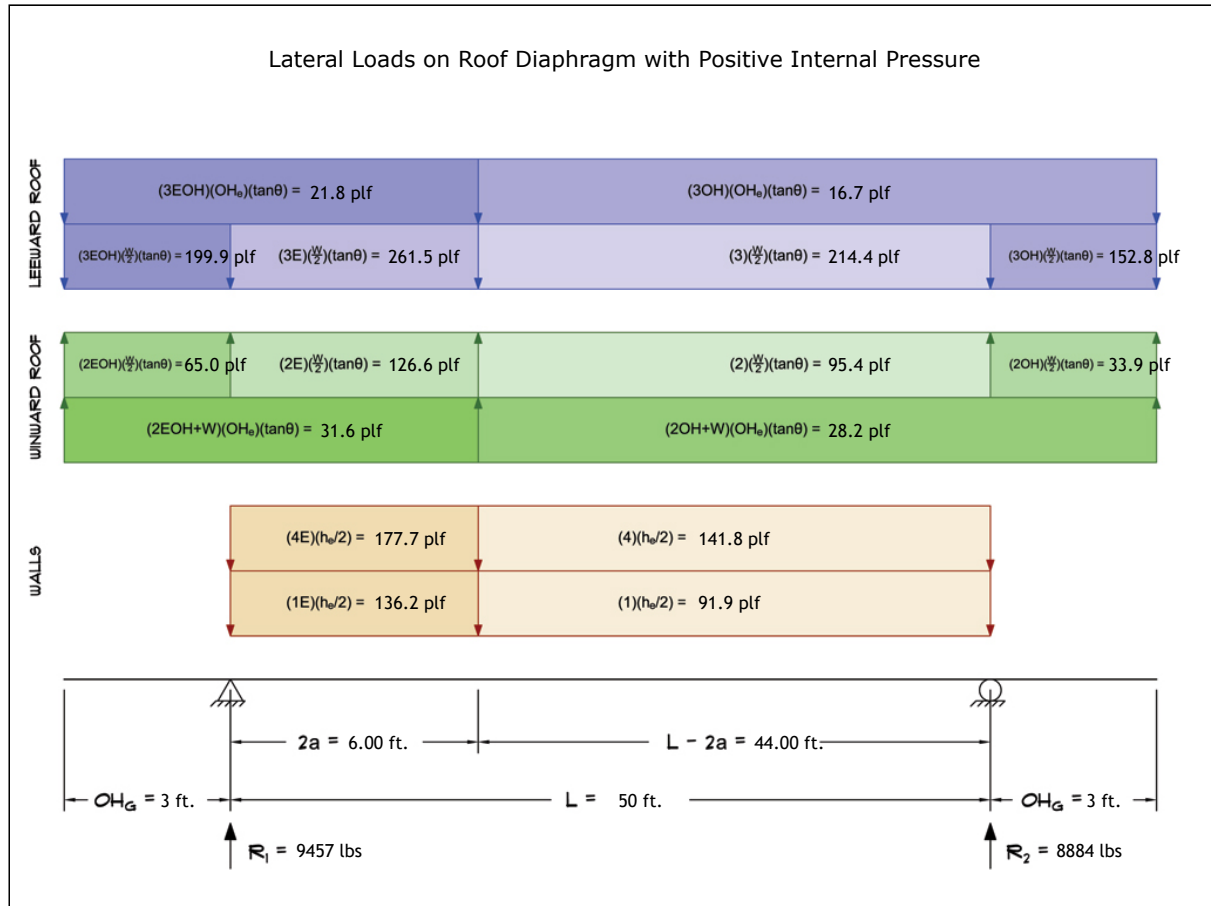 Lateral Loads on Roof Diaphragm with Positive Internal Pressure
LEEWARD ROOF
(3EOH)(OHₑ)(tanθ) = 21.8 plf
(3OH)(OHₑ)(tanθ) = 16.7 plf
(3EOH)(W/2)(tanθ) = 199.9 plf
(3E)(W/2)(tanθ) = 261.5 plf
(3)(W/2)(tanθ) = 214.4 plf
(3OH)(W/2)(tanθ) = 152.8 plf
WINWARD ROOF
(2EOH)(W/2)(tanθ) = 65.0 plf
(2E)(W/2)(tanθ) = 126.6 plf
(2)(W/2)(tanθ) = 95.4 plf
(2OH)(W/2)(tanθ) = 33.9 plf
(2EOH+W)(OHₑ)(tanθ) = 31.6 plf
(2OH+W)(OHₑ)(tanθ) = 28.2 plf
WALLS
(4E)(hₑ/2) = 177.7 plf
(4)(hₑ/2) = 141.8 plf
(1E)(hₑ/2) = 136.2 plf
(1)(hₑ/2) = 91.9 plf
2a = 6.00 ft.
L - 2a = 44.00 ft.
OH_G = 3 ft.
L = 50 ft.
OH_G = 3 ft.
R₁ = 9457 lbs
R₂ = 8884 lbs